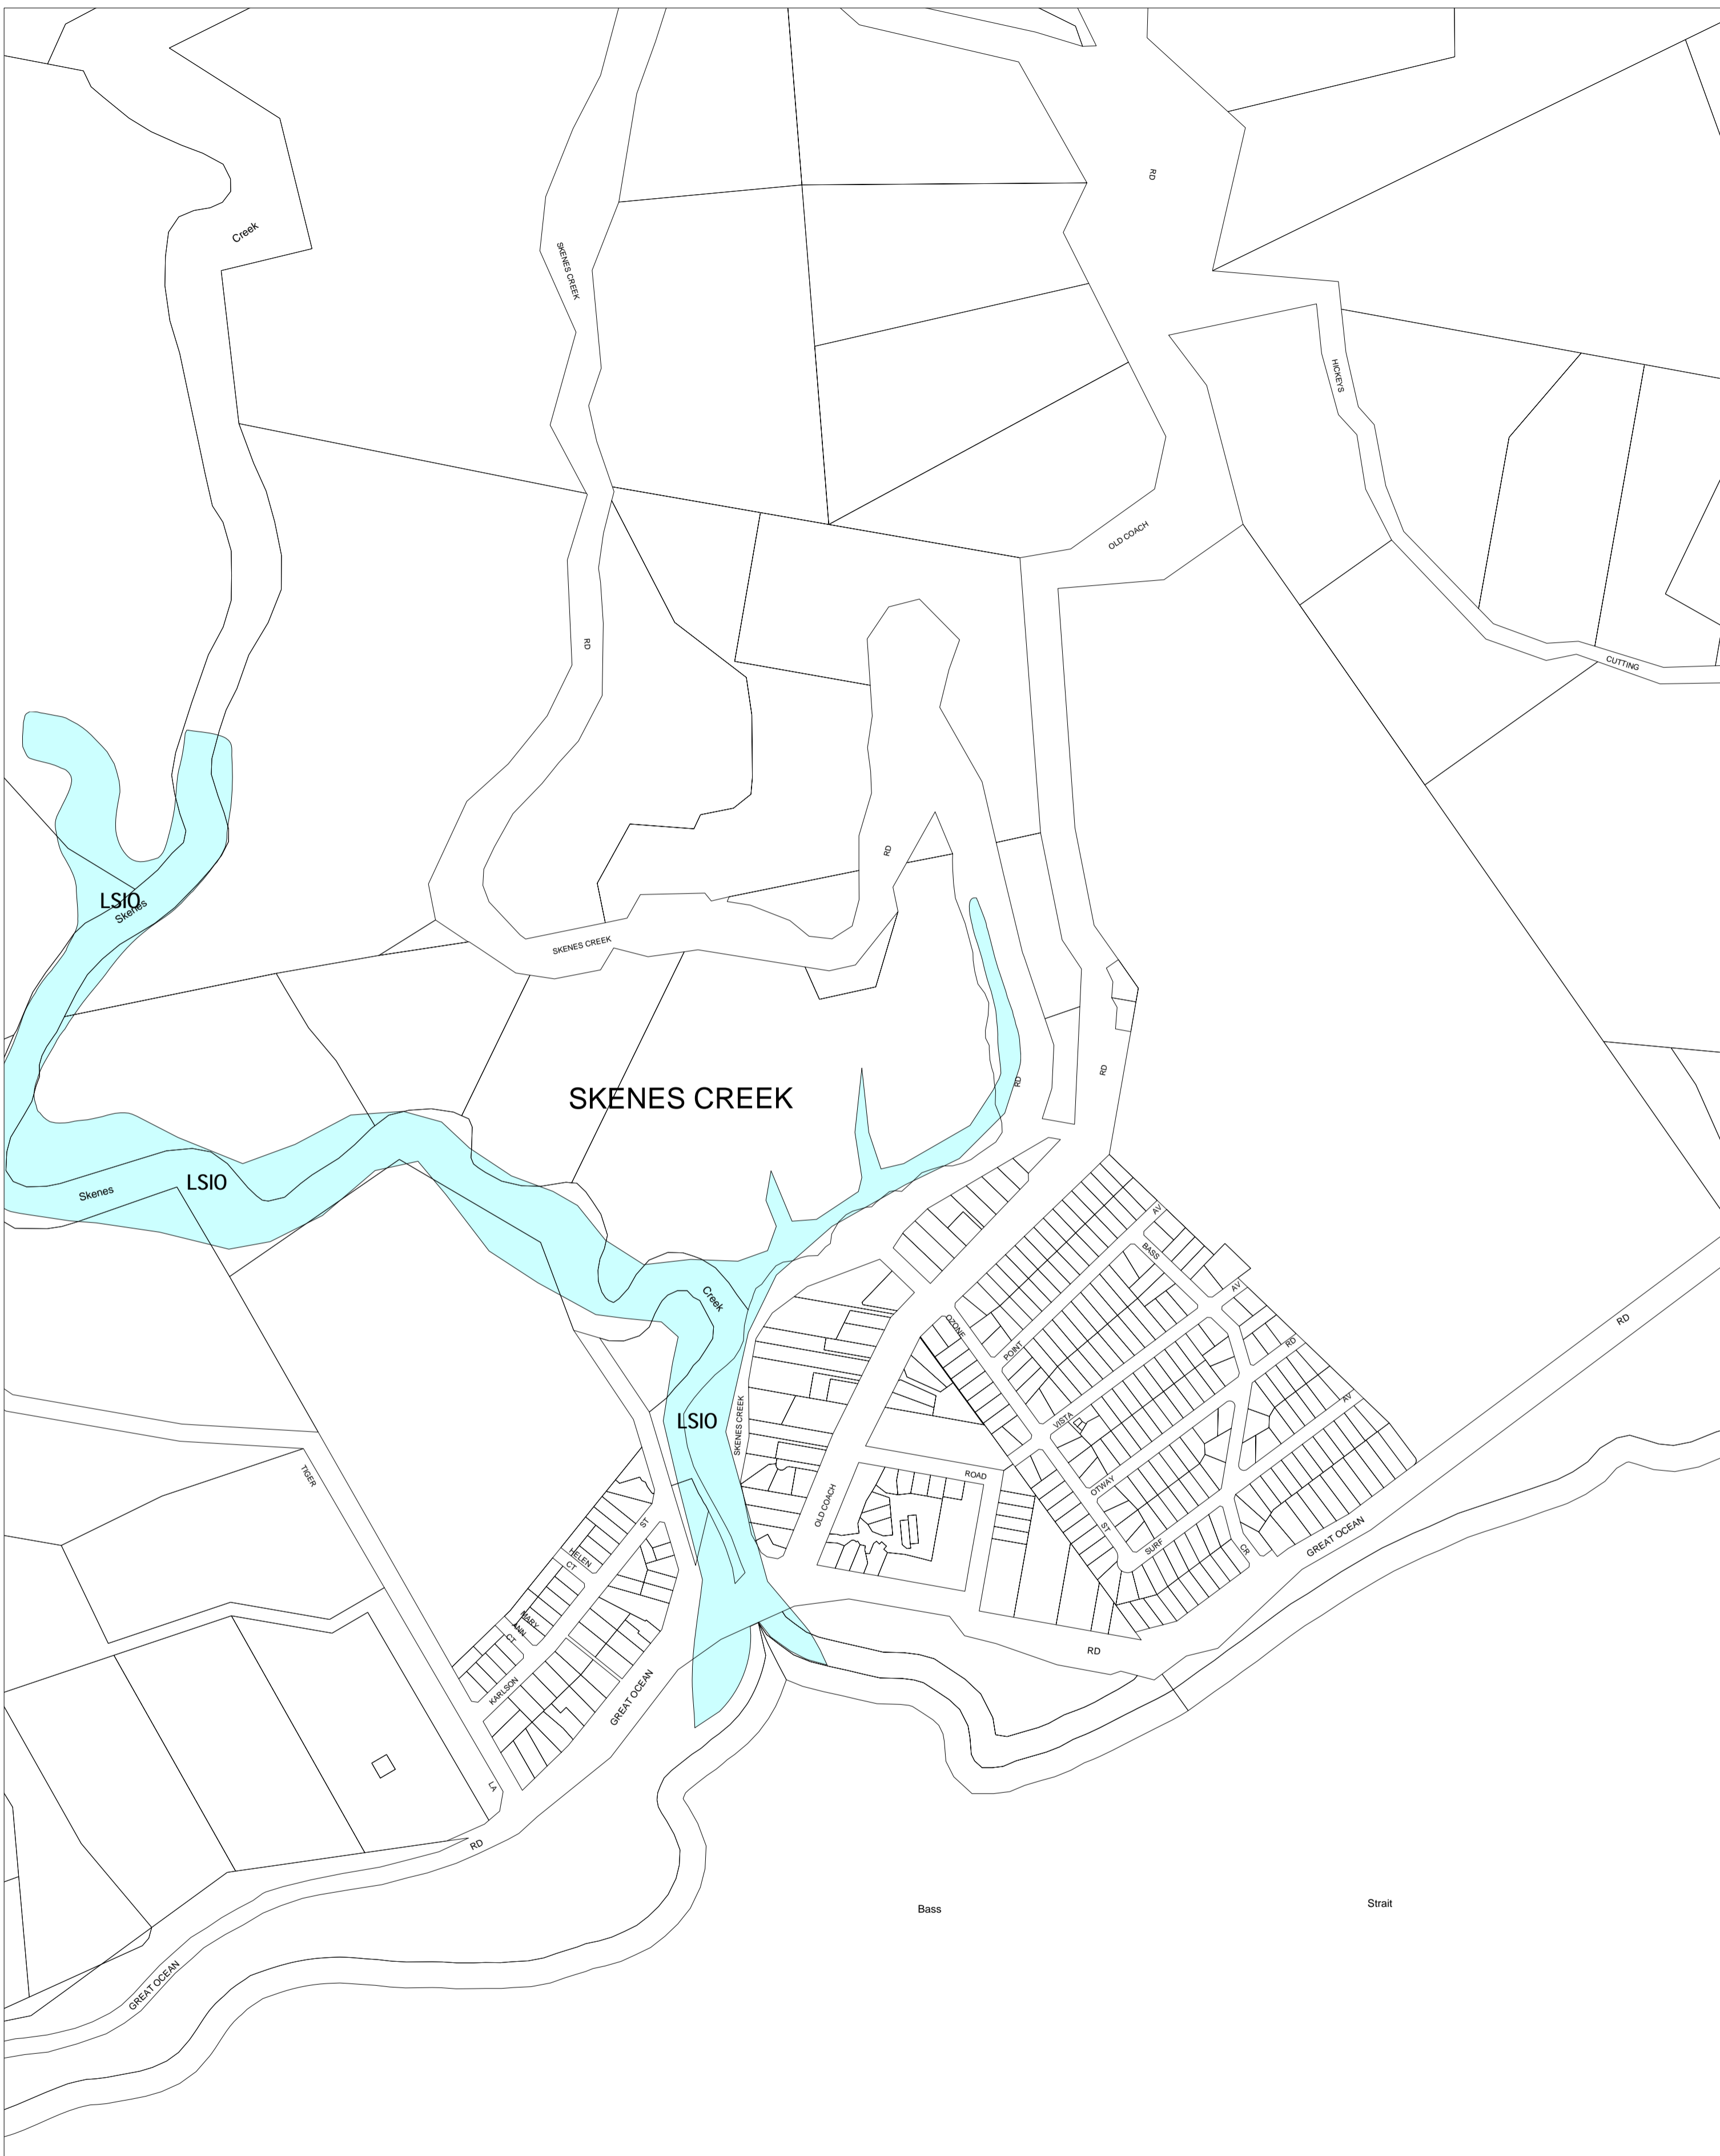 RD
Creek
SKENES CREEK
HICKEYS
OLD COACH
RD
CUTTING
RD
LSIO
Skenes
SKENES CREEK
RD
RD
SKENES CREEK
LSIO
Skenes
AV
BASS
AV
Creek
OZONE
POINT
RD
RD
AV
VISTA
LSIO
SKENES CREEK
ROAD
TIGER
OTWAY
OLD COACH
ST
ST
SURF
CR
GREAT OCEAN
HELEN
CT
MARY
ANN
CT
RD
KARLSON
GREAT OCEAN
LA
RD
Bass
Strait
GREAT OCEAN